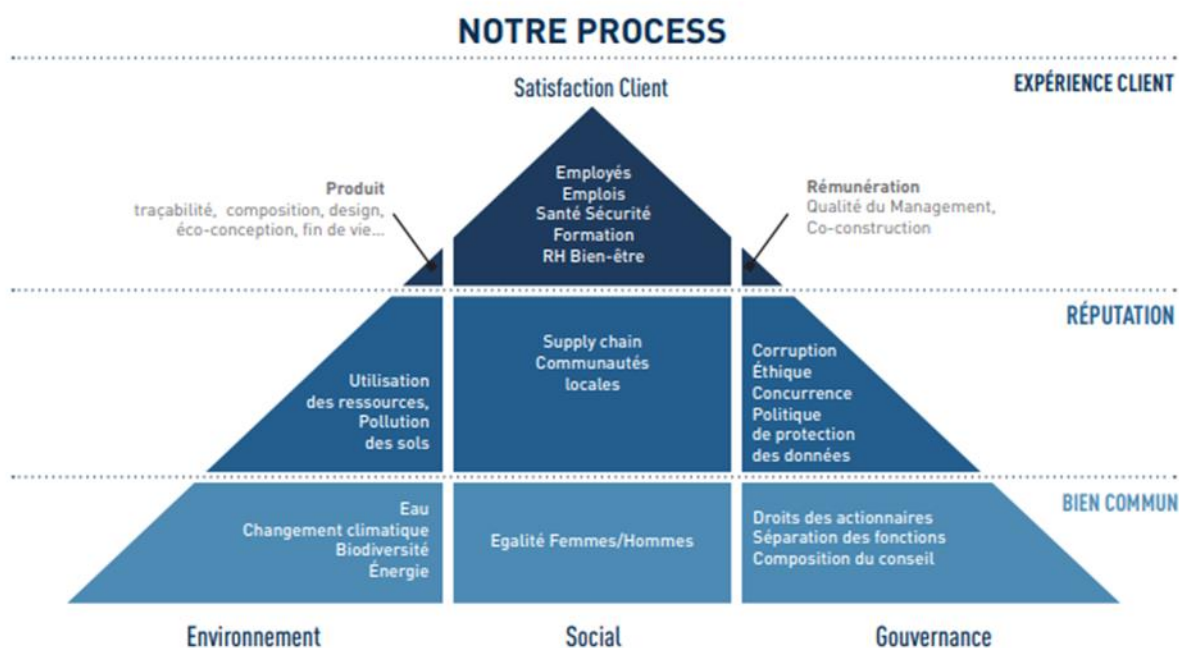 NOTRE PROCESS
EXPÉRIENCE CLIENT
Satisfaction Client
Employés
Emplois
Santé Sécurité
Formation
RH Bien-être
Produit
traçabilité, composition, design,
éco-conception, fin de vie...
Rémunération
Qualité du Management,
Co-construction
RÉPUTATION
Utilisation
des ressources,
Pollution
des sols
Supply chain
Communautés
locales
Corruption
Éthique
Concurrence
Politique
de protection
des données
BIEN COMMUN
Eau
Changement climatique
Biodiversité
Énergie
Egalité Femmes/Hommes
Droits des actionnaires
Séparation des fonctions
Composition du conseil
Environnement
Social
Gouvernance